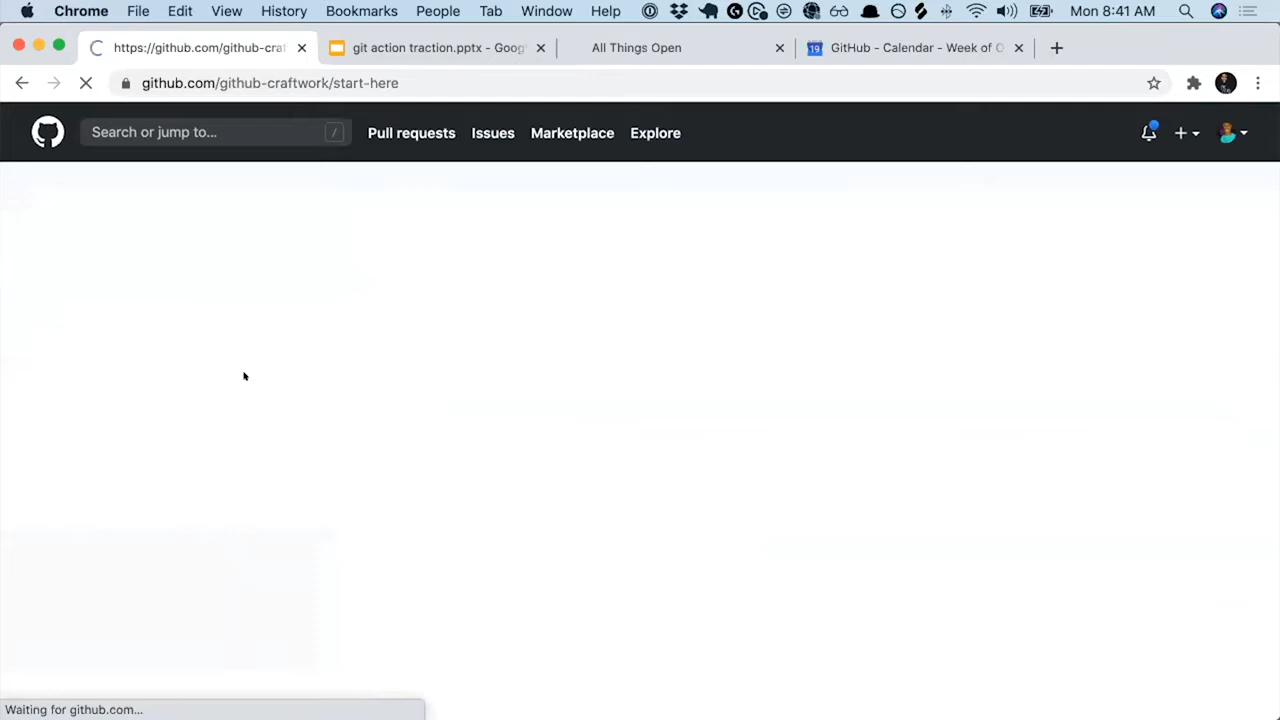 Chrome File Edit View History Bookmarks People Tab Window Help Mon 8:41 AM
https://github.com/github-cra git action traction.pptx - Goog All Things Open 19 GitHub - Calendar - Week of O
github.com/github-craftwork/start-here
Search or jump to... / Pull requests Issues Marketplace Explore
Waiting for github.com...